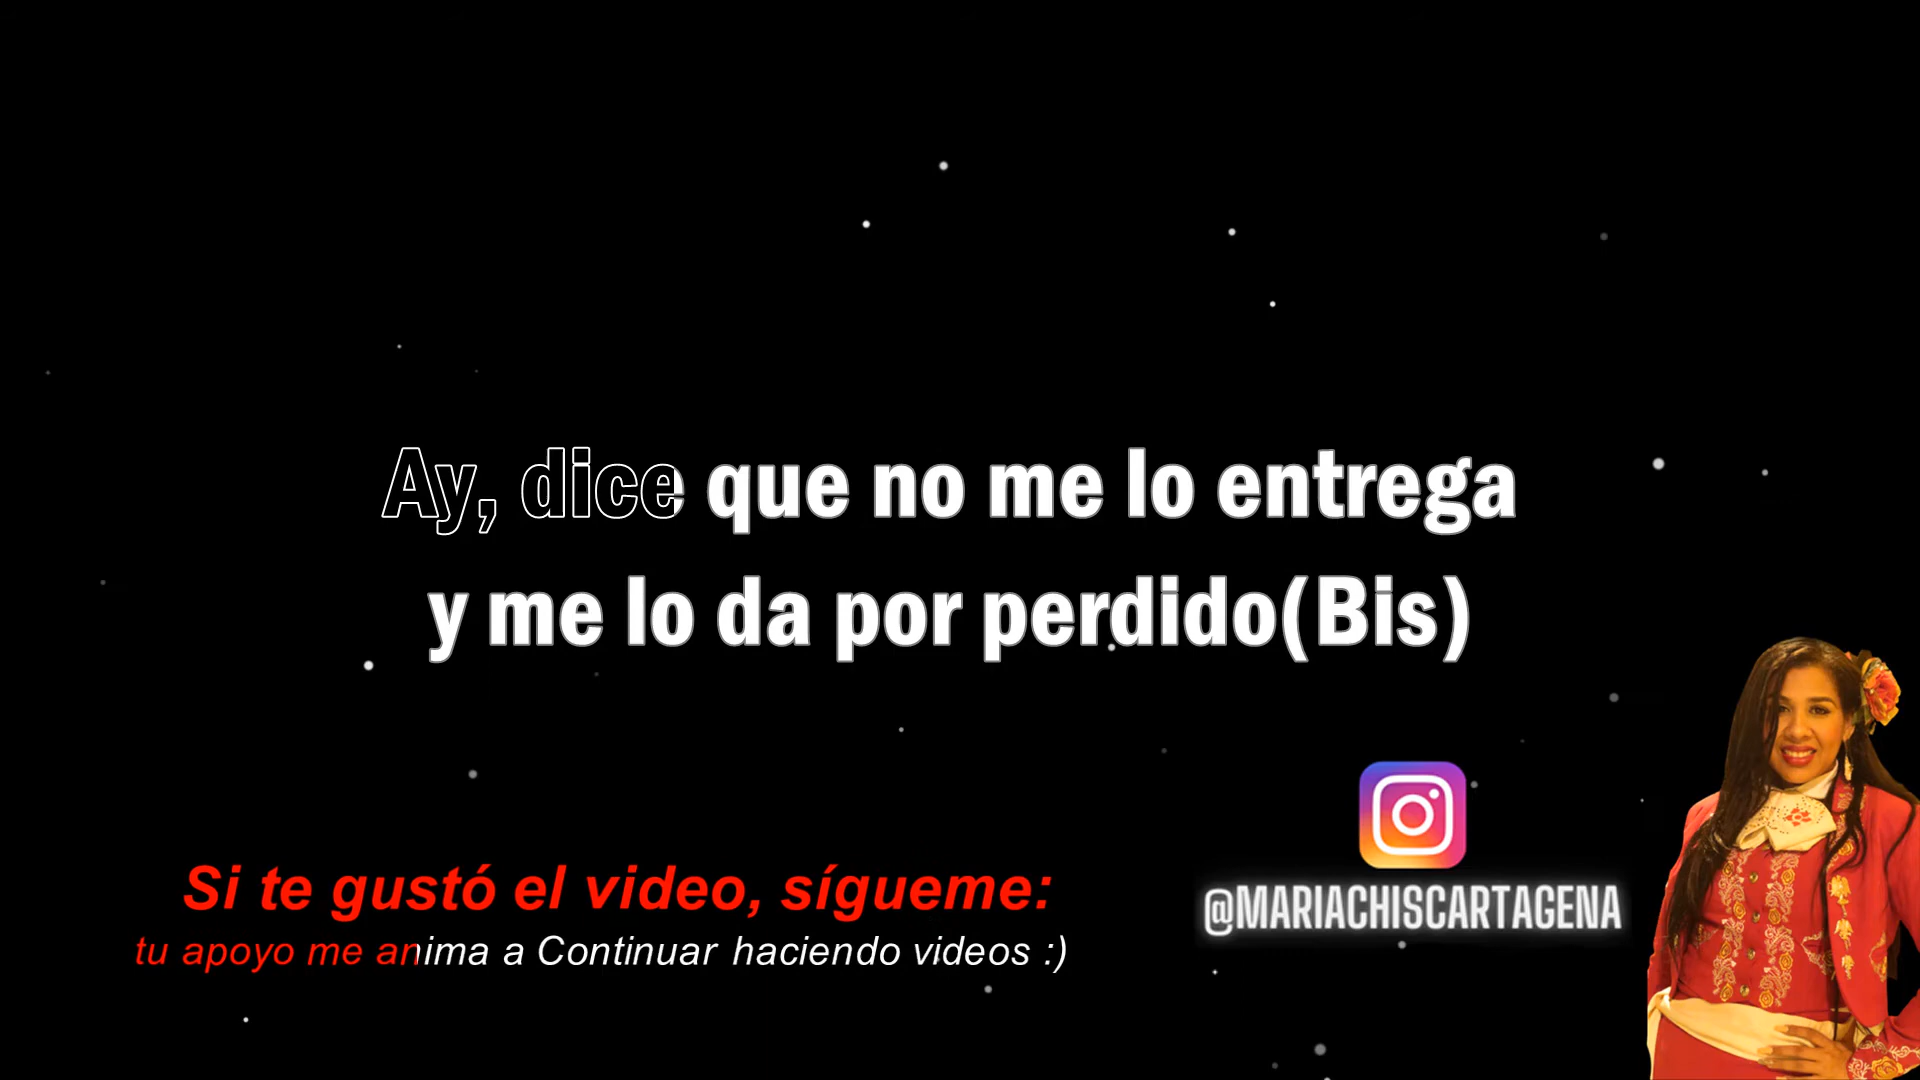 Ay, dice que no me lo entrega
y me lo da por perdido(Bis)
Si te gustó el video, sígueme:
tu apoyo me anima a Continuar haciendo videos :)
@MARIACHISCARTAGENA